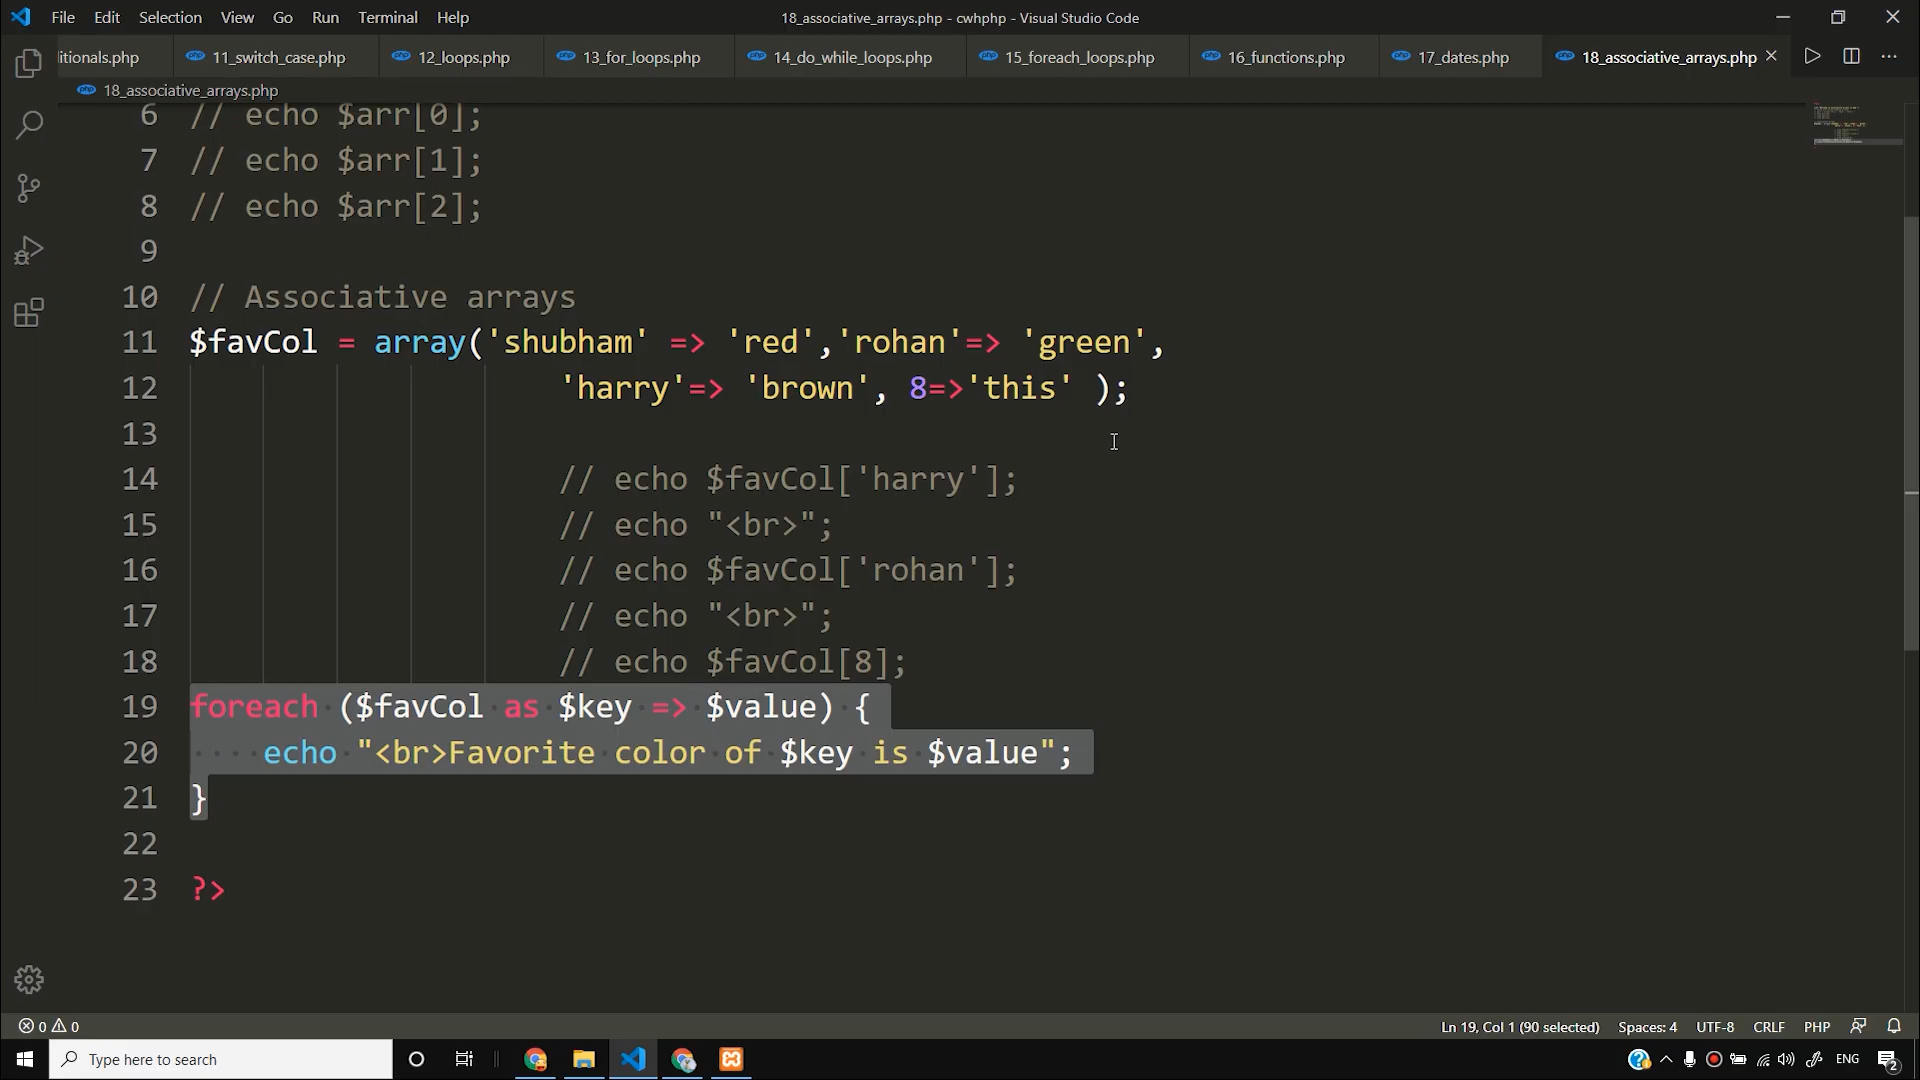 File Edit Selection View Go Run Terminal Help 18_associative_arrays.php - cwhphp - Visual Studio Code
itionals.php 11_switch_case.php 12_loops.php 13_for_loops.php 14_do_while_loops.php 15_foreach_loops.php 16_functions.php 17_dates.php 18_associative_arrays.php
18_associative_arrays.php
6 // echo $arr[0];
7 // echo $arr[1];
8 // echo $arr[2];
9
10 // Associative arrays
11 $favCol = array('shubham' => 'red','rohan'=> 'green',
12 'harry'=> 'brown', 8=>'this' );
13
14 // echo $favCol['harry'];
15 // echo "<br>";
16 // echo $favCol['rohan'];
17 // echo "<br>";
18 // echo $favCol[8];
19 foreach ($favCol as $key => $value) {
20 echo "<br>Favorite color of $key is $value";
21 }
22
23 ?>
0 0 Ln 19, Col 1 (90 selected) Spaces: 4 UTF-8 CRLF PHP
Type here to search ENG 2